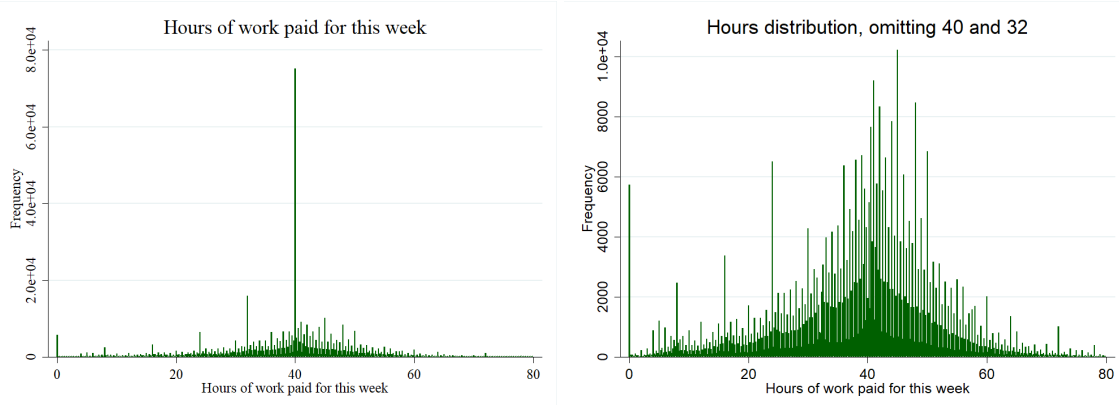 Hours of work paid for this week
8.0e+04
6.0e+04
4.0e+04
2.0e+04
0
Frequency
0 20 40 60 80
Hours of work paid for this week
Hours distribution, omitting 40 and 32
1.0e+04
8000
6000
4000
2000
0
Frequency
0 20 40 60 80
Hours of work paid for this week